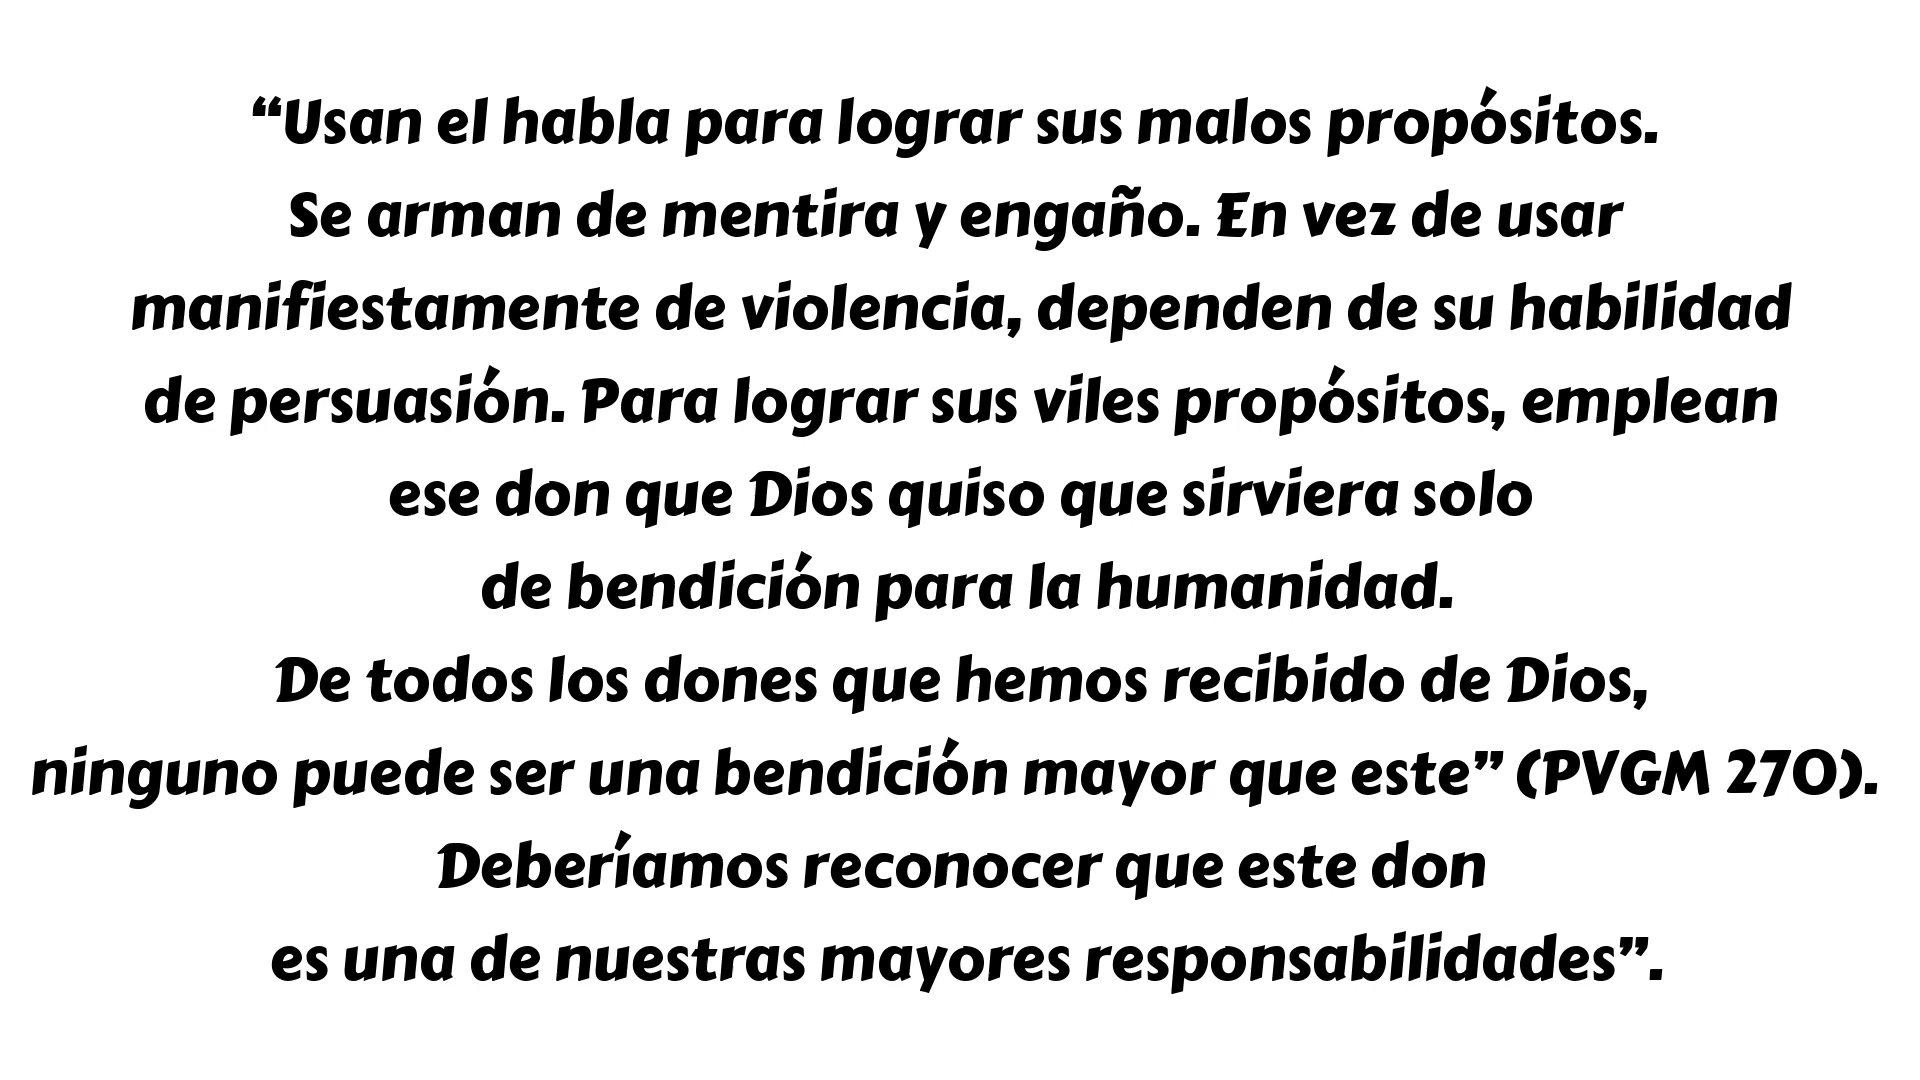 “Usan el habla para lograr sus malos propósitos.
Se arman de mentira y engaño. En vez de usar
manifiestamente de violencia, dependen de su habilidad
de persuasión. Para lograr sus viles propósitos, emplean
ese don que Dios quiso que sirviera solo
de bendición para la humanidad.
De todos los dones que hemos recibido de Dios,
ninguno puede ser una bendición mayor que este” (PVGM 270).
Deberíamos reconocer que este don
es una de nuestras mayores responsabilidades”.